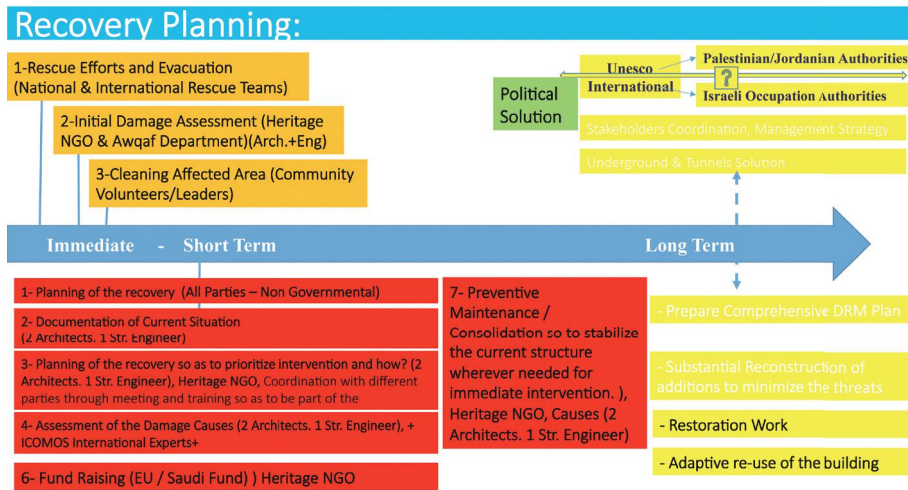 Recovery Planning:
1-Rescue Efforts and Evacuation
(National & International Rescue Teams)
2-Initial Damage Assessment (Heritage
NGO & Awqaf Department)(Arch.+Eng)
3-Cleaning Affected Area (Community
Volunteers/Leaders)
Political
Solution
Unesco
International
Palestinian/Jordanian Authorities
?
Israeli Occupation Authorities
Stakeholders Coordination, Management Strategy
Underground & Tunnels Solution
Immediate - Short Term
Long Term
1- Planning of the recovery (All Parties – Non Governmental)
2- Documentation of Current Situation
(2 Architects. 1 Str. Engineer)
3- Planning of the recovery so as to prioritize intervention and how? (2
Architects. 1 Str. Engineer), Heritage NGO, Coordination with different
parties through meeting and training so as to be part of the
4- Assessment of the Damage Causes (2 Architects. 1 Str. Engineer), +
ICOMOS International Experts+
6- Fund Raising (EU / Saudi Fund) ) Heritage NGO
7- Preventive
Maintenance /
Consolidation so to stabilize
the current structure
wherever needed for
immediate intervention. ),
Heritage NGO, Causes (2
Architects. 1 Str. Engineer)
- Prepare Comprehensive DRM Plan
- Substantial Reconstruction of
additions to minimize the threats
- Restoration Work
- Adaptive re-use of the building